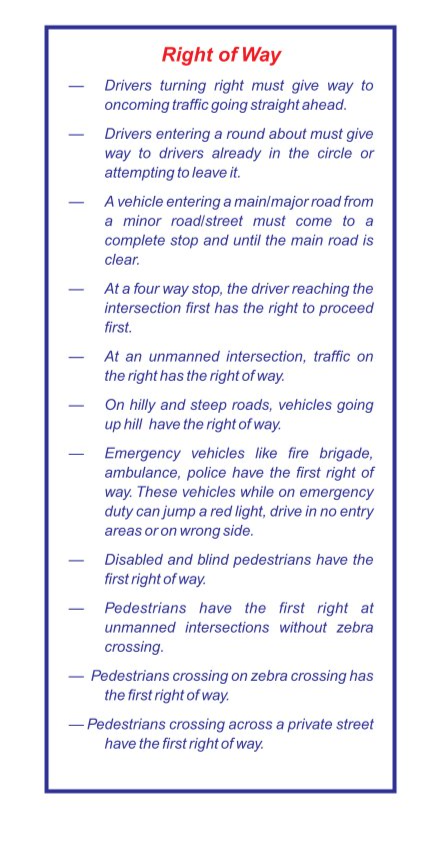 Right of Way
— Drivers turning right must give way to
oncoming traffic going straight ahead.
— Drivers entering a round about must give
way to drivers already in the circle or
attempting to leave it.
— A vehicle entering a main/major road from
a minor road/street must come to a
complete stop and until the main road is
clear.
— At a four way stop, the driver reaching the
intersection first has the right to proceed
first.
— At an unmanned intersection, traffic on
the right has the right of way.
— On hilly and steep roads, vehicles going
up hill have the right of way.
— Emergency vehicles like fire brigade,
ambulance, police have the first right of
way. These vehicles while on emergency
duty can jump a red light, drive in no entry
areas or on wrong side.
— Disabled and blind pedestrians have the
first right of way.
— Pedestrians have the first right at
unmanned intersections without zebra
crossing.
— Pedestrians crossing on zebra crossing has
the first right of way.
— Pedestrians crossing across a private street
have the first right of way.